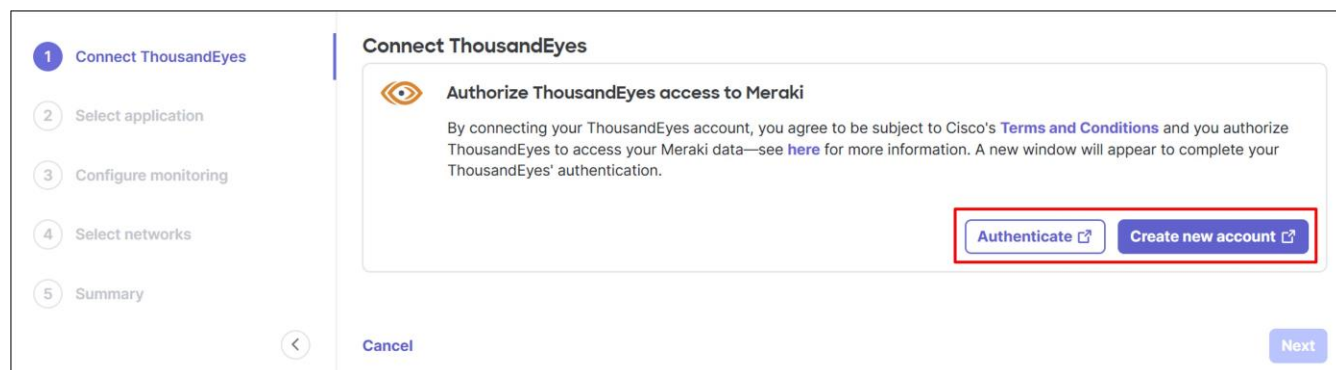 1 Connect ThousandEyes
2 Select application
3 Configure monitoring
4 Select networks
5 Summary
Connect ThousandEyes
Authorize ThousandEyes access to Meraki
By connecting your ThousandEyes account, you agree to be subject to Cisco's Terms and Conditions and you authorize
ThousandEyes to access your Meraki data—see here for more information. A new window will appear to complete your
ThousandEyes' authentication.
Authenticate
Create new account
Cancel
Next